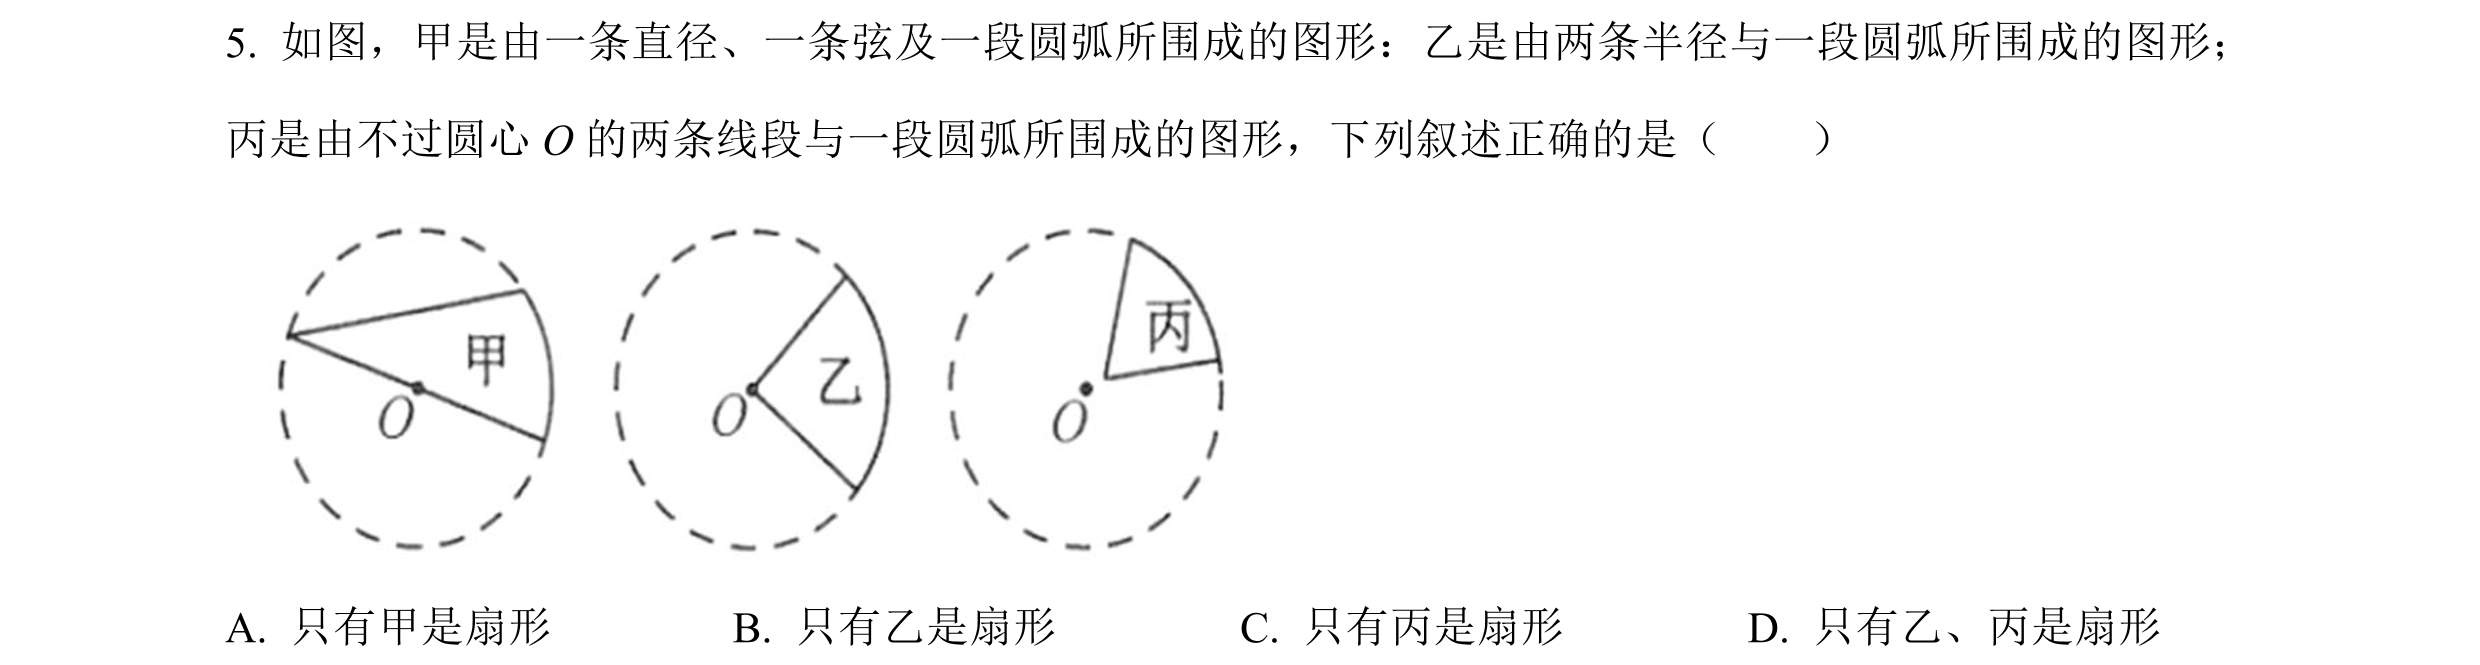 5. 如图，甲是由一条直径、一条弦及一段圆弧所围成的图形：乙是由两条半径与一段圆弧所围成的图形；
丙是由不过圆心 O 的两条线段与一段圆弧所围成的图形，下列叙述正确的是（　　）
甲 O 乙 O 丙 O
A. 只有甲是扇形 B. 只有乙是扇形 C. 只有丙是扇形 D. 只有乙、丙是扇形